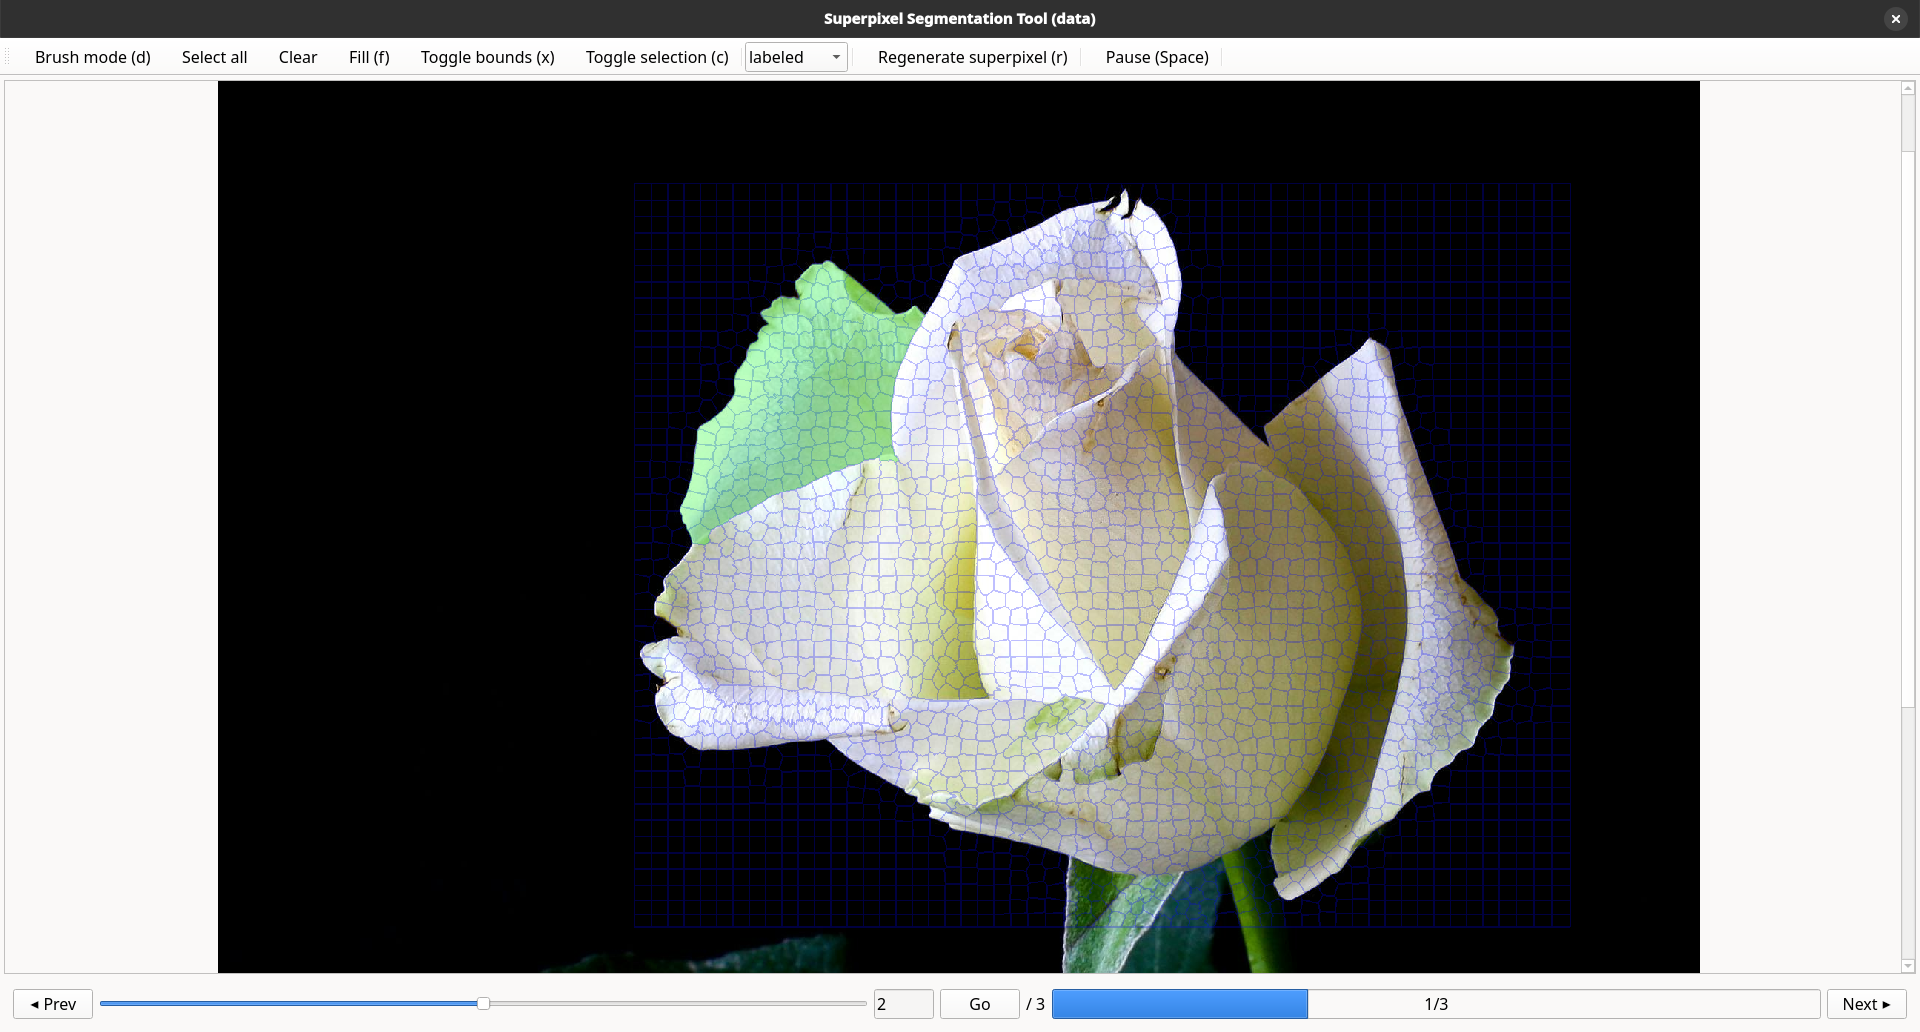 Superpixel Segmentation Tool (data)
Brush mode (d) Select all Clear Fill (f) Toggle bounds (x) Toggle selection (c) labeled Regenerate superpixel (r) Pause (Space)
Prev 2 Go / 3 1/3 Next